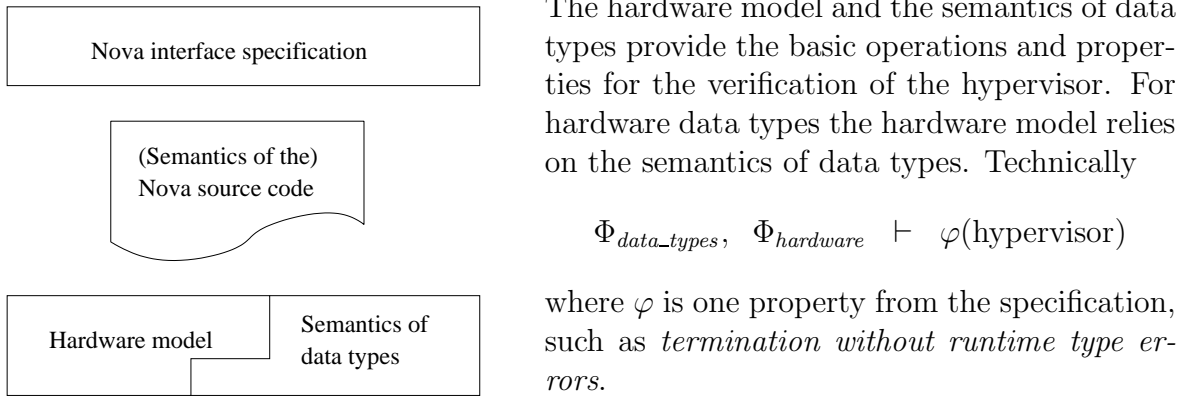 Nova interface specification
(Semantics of the)
Nova source code
Hardware model
Semantics of
data types
The hardware model and the semantics of data
types provide the basic operations and proper-
ties for the verification of the hypervisor. For
hardware data types the hardware model relies
on the semantics of data types. Technically
Φ_data_types, Φ_hardware ⊢ φ(hypervisor)
where φ is one property from the specification,
such as termination without runtime type er-
rors.